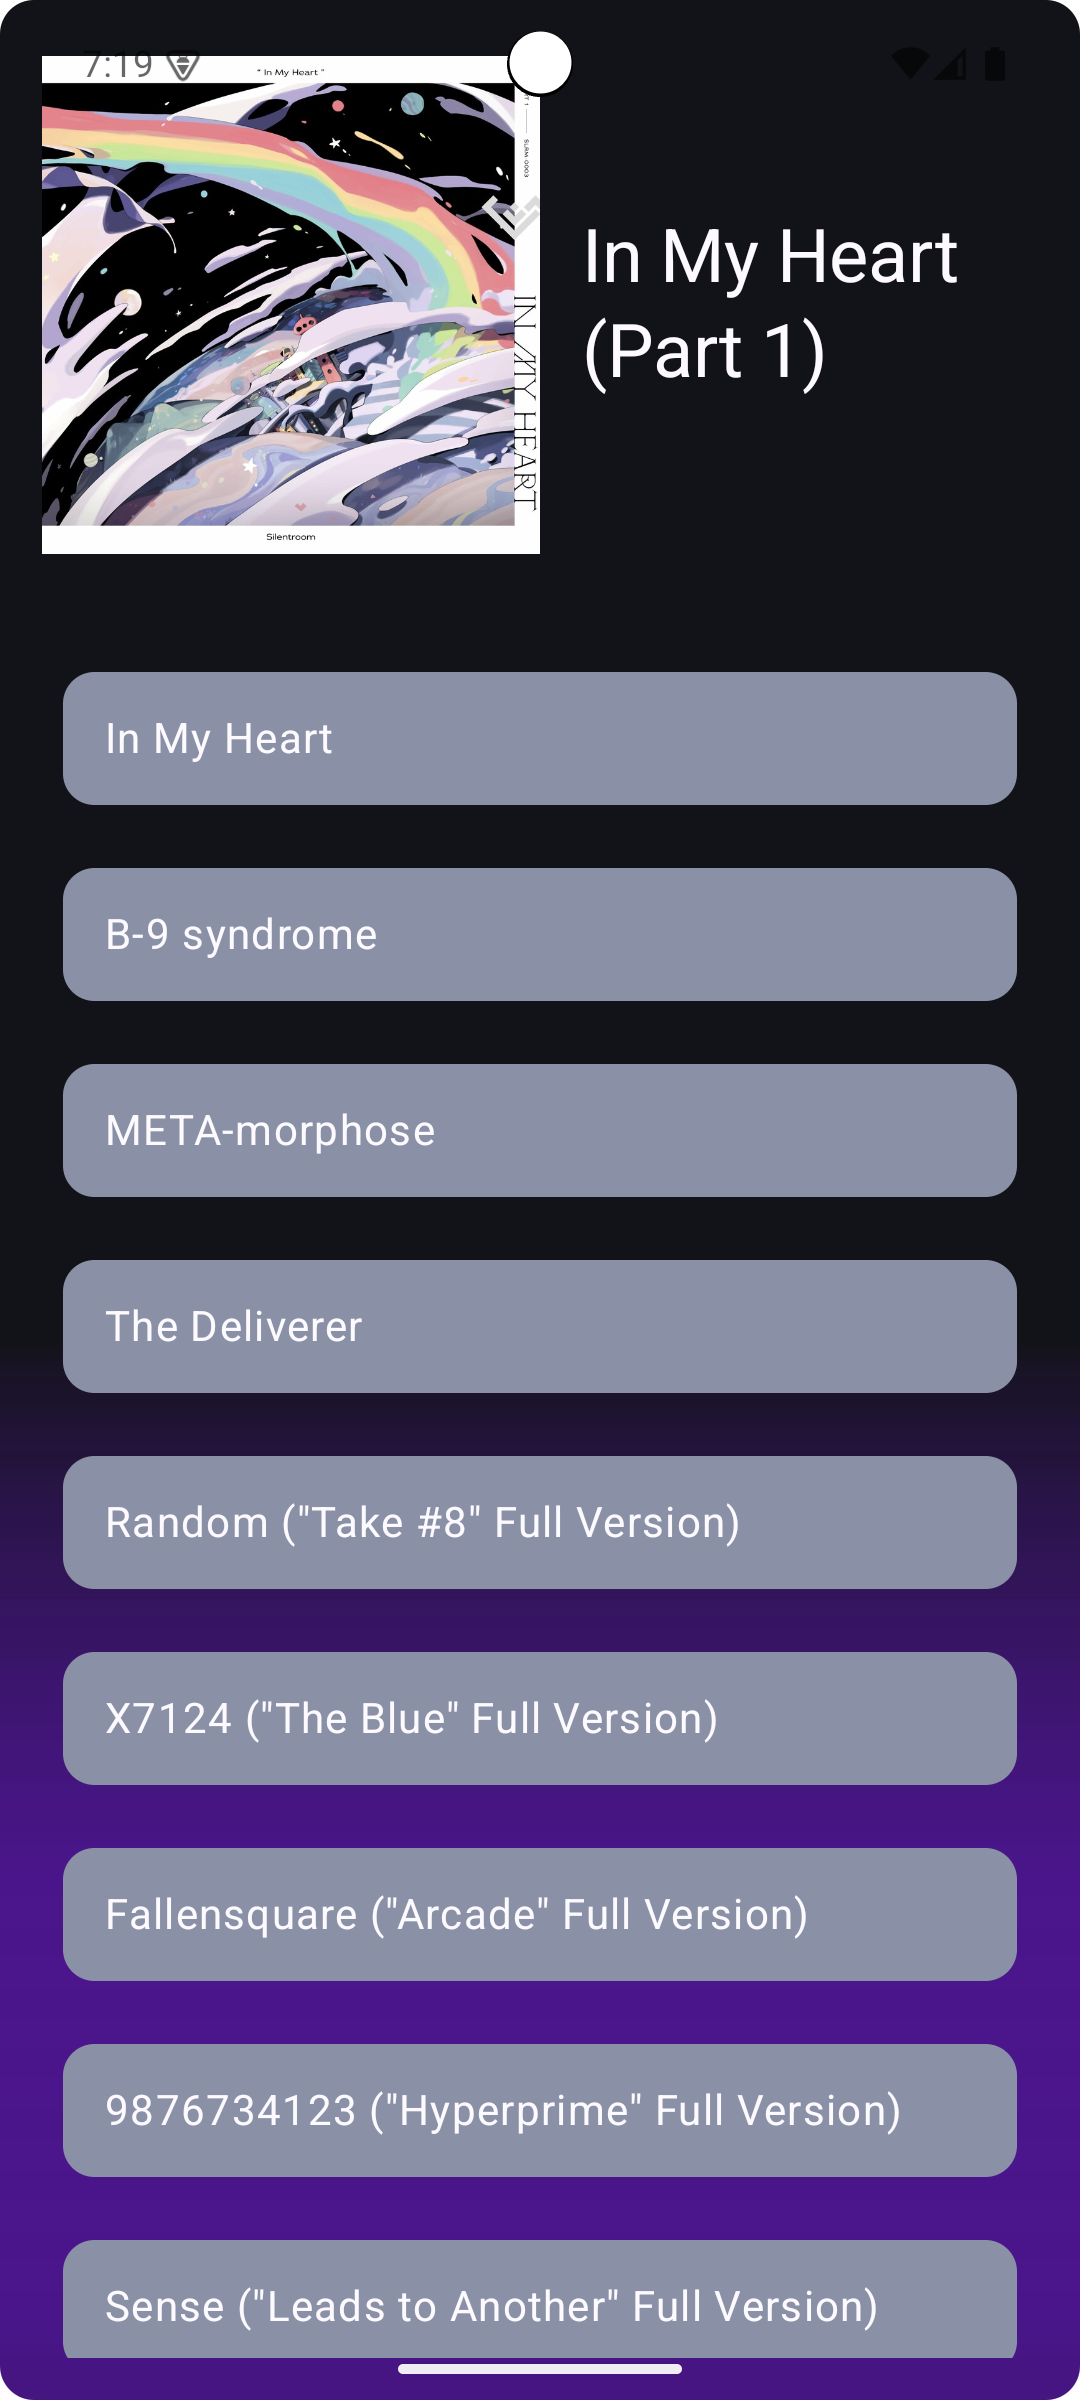 7:19
“ In My Heart ”
SLRM 0003
IN MY HEART
Silentroom
In My Heart
(Part 1)
In My Heart
B-9 syndrome
META-morphose
The Deliverer
Random ("Take #8" Full Version)
X7124 ("The Blue" Full Version)
Fallensquare ("Arcade" Full Version)
9876734123 ("Hyperprime" Full Version)
Sense ("Leads to Another" Full Version)